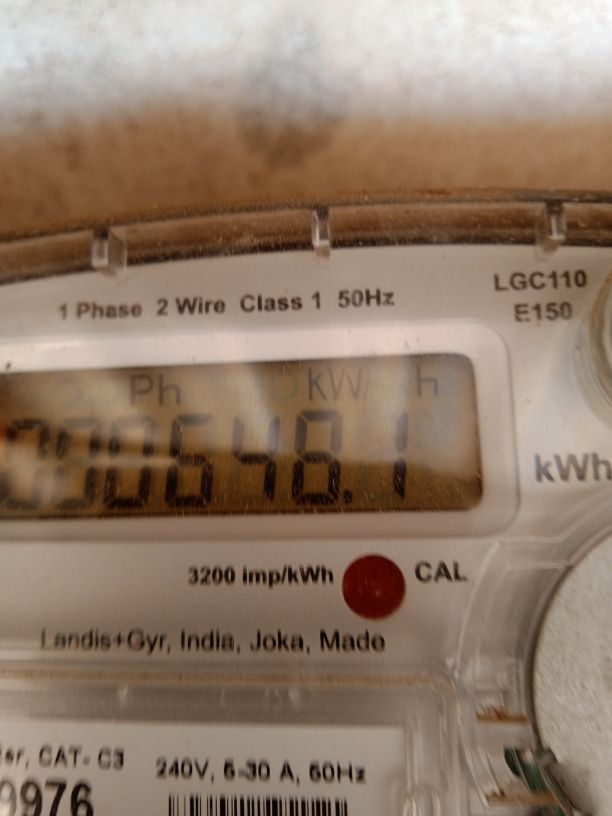 1 Phase 2 Wire Class 1 50Hz
LGC110
E150
Ph kW h
000648.1
kWh
3200 imp/kWh CAL
Landis+Gyr, India, Joka, Made
CAT- C3
240V, 5-30 A, 50Hz
9976